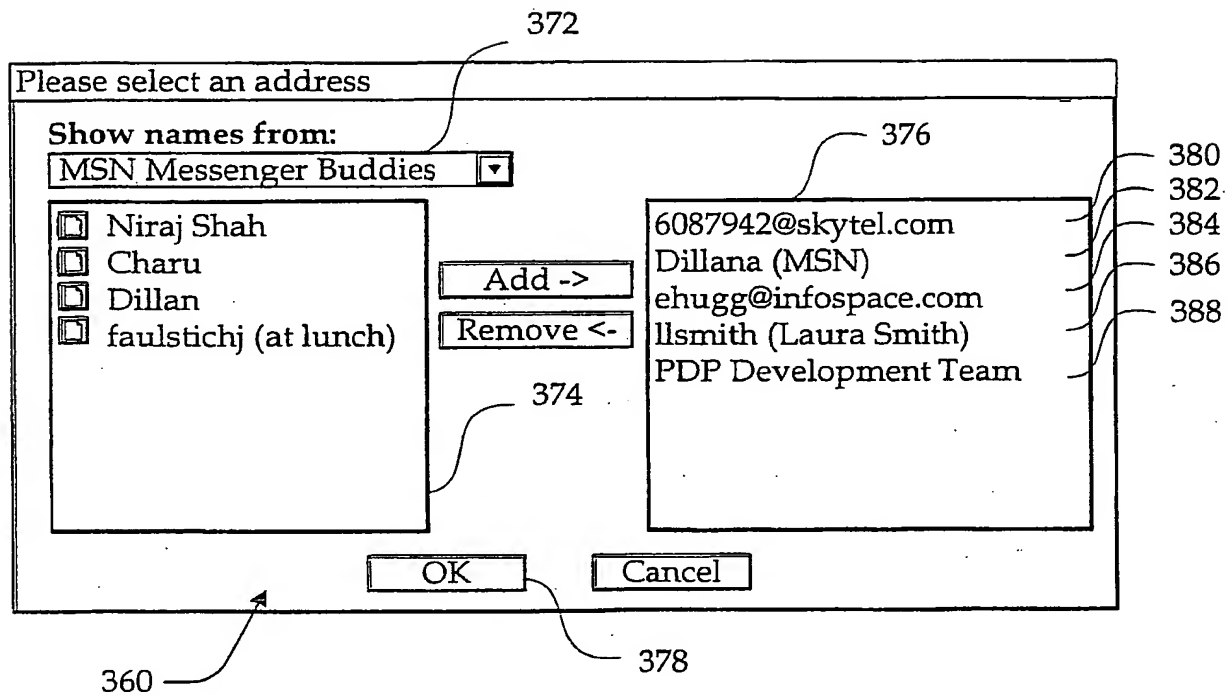 372
Please select an address
Show names from:
MSN Messenger Buddies
376
380
382
384
386
388
Niraj Shah
Charu
Dillan
faulstichj (at lunch)
Add ->
Remove <-
374
6087942@skytel.com
Dillana (MSN)
ehugg@infospace.com
llsmith (Laura Smith)
PDP Development Team
OK
Cancel
360
378